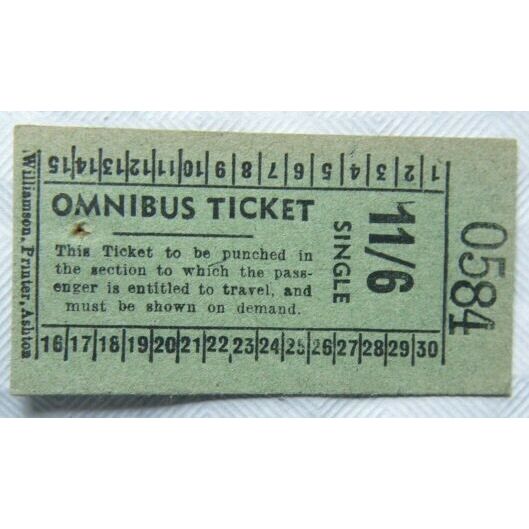 15|14|13|12|11|10|9|8|7|6|5|4|3|2|1
OMNIBUS TICKET
This Ticket to be punched in
the section to which the pass-
enger is entitled to travel, and
must be shown on demand.
16|17|18|19|20|21|22|23|24|25|26|27|28|29|30
SINGLE
11/6
0584
Williamson, Printer, Ashton